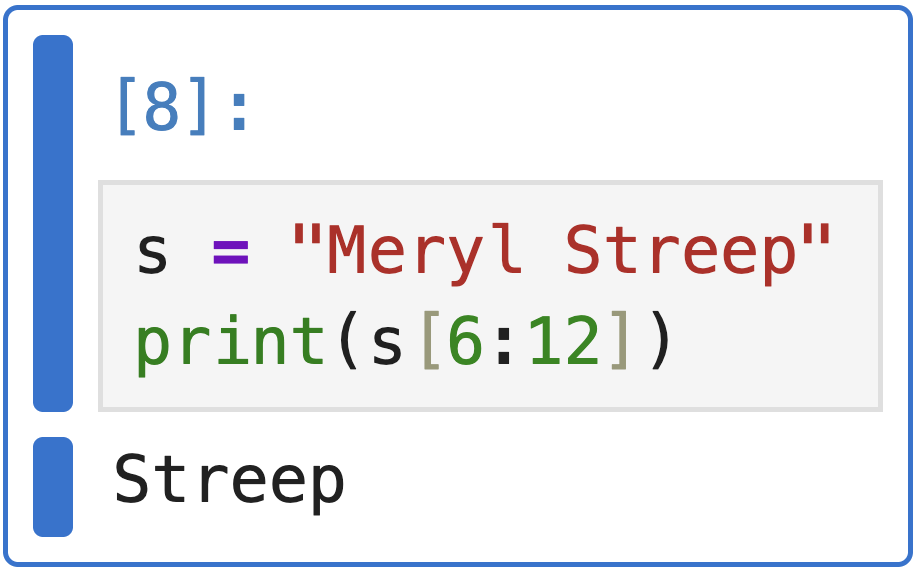 [8]:
s = "Meryl Streep"
print(s[6:12])
Streep